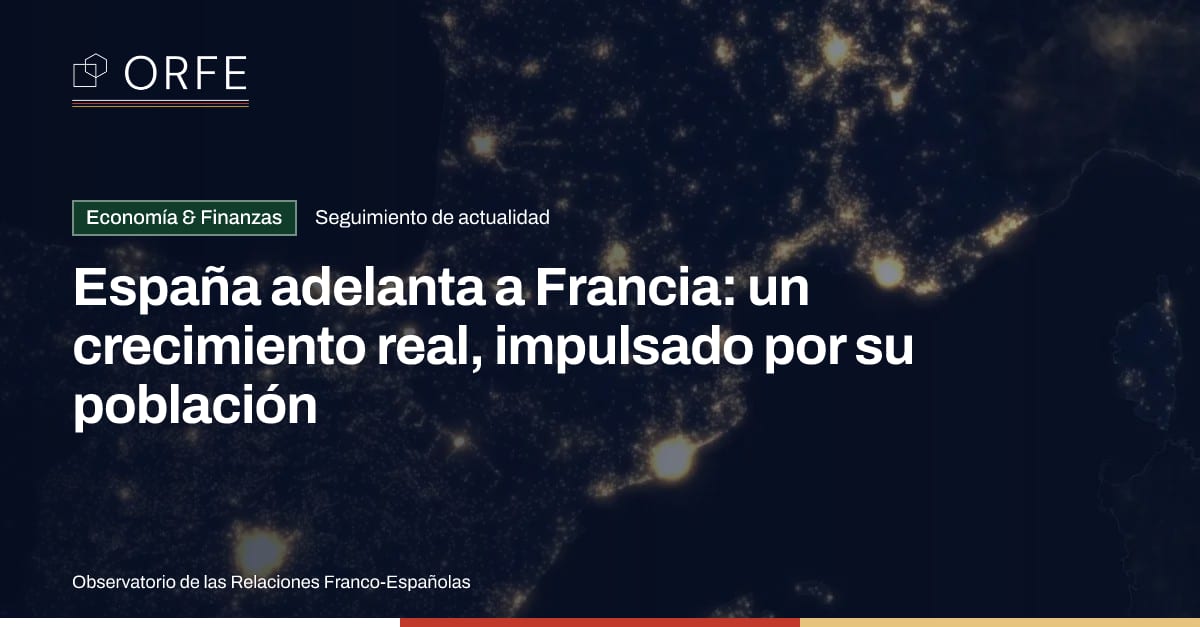 ORFE
Economía & Finanzas
Seguimiento de actualidad
España adelanta a Francia: un
crecimiento real, impulsado por su
población
Observatorio de las Relaciones Franco-Españolas